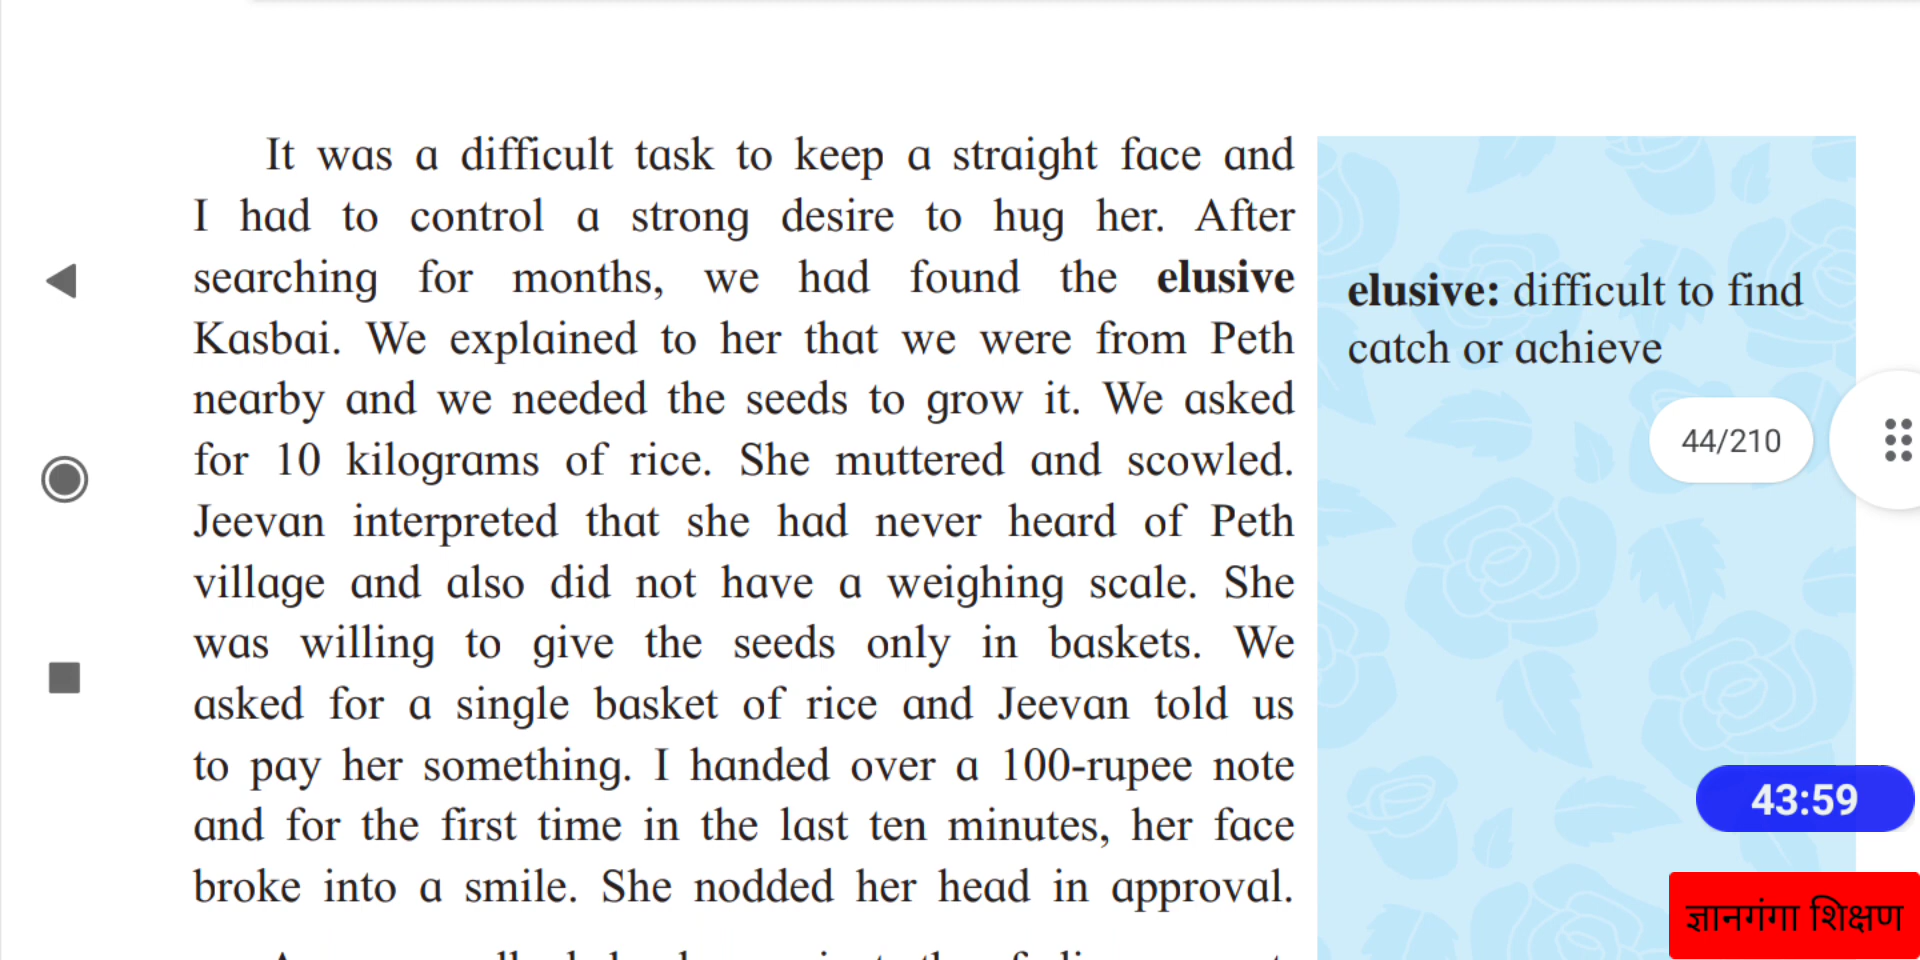 It was a difficult task to keep a straight face and
I had to control a strong desire to hug her. After
searching for months, we had found the elusive
Kasbai. We explained to her that we were from Peth
nearby and we needed the seeds to grow it. We asked
for 10 kilograms of rice. She muttered and scowled.
Jeevan interpreted that she had never heard of Peth
village and also did not have a weighing scale. She
was willing to give the seeds only in baskets. We
asked for a single basket of rice and Jeevan told us
to pay her something. I handed over a 100-rupee note
and for the first time in the last ten minutes, her face
broke into a smile. She nodded her head in approval.
elusive: difficult to find
catch or achieve
44/210
43:59
ज्ञानगंगा शिक्षण